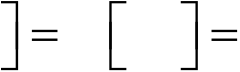 ] = [ ] =